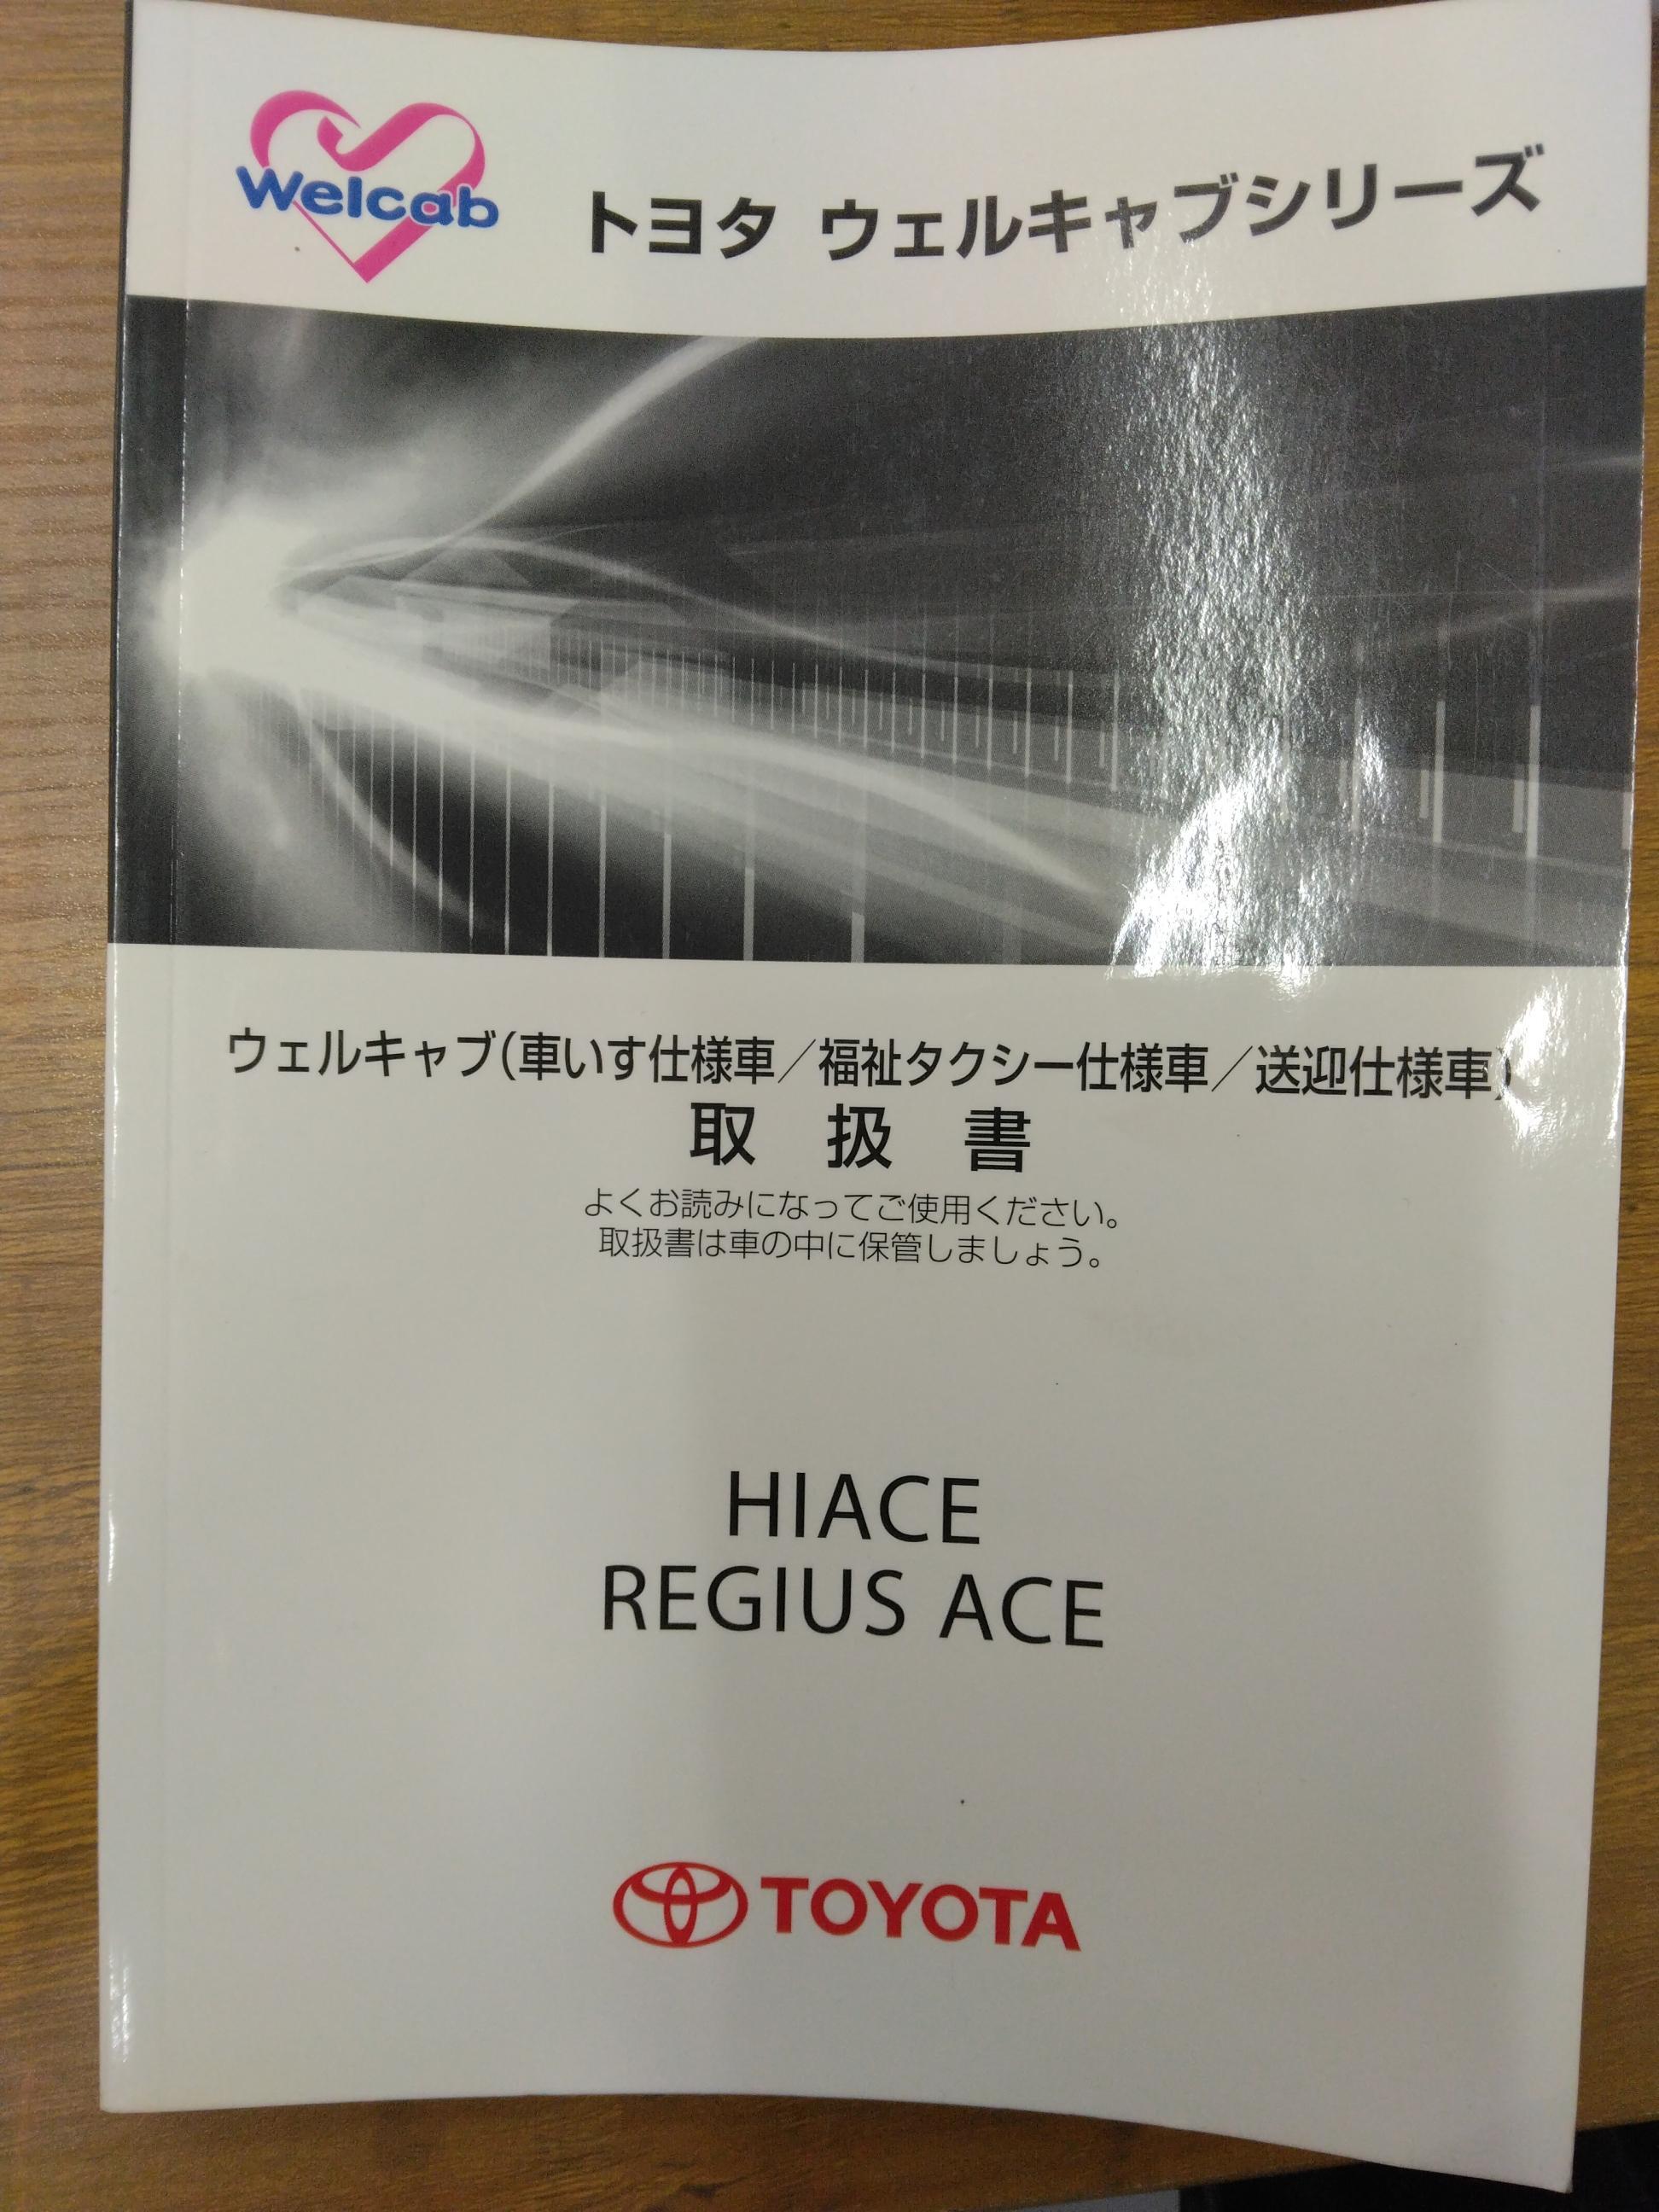 Welcab
トヨタ ウェルキャブシリーズ
ウェルキャブ(車いす仕様車／福祉タクシー仕様車／送迎仕様車)
取 扱 書
よくお読みになってご使用ください。
取扱書は車の中に保管しましょう。
HIACE
REGIUS ACE
TOYOTA